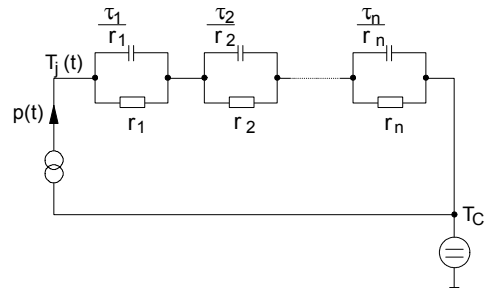 τ1/r1 τ2/r2 τn/rn
Tj(t)
r1 r2 rn
p(t)
TC